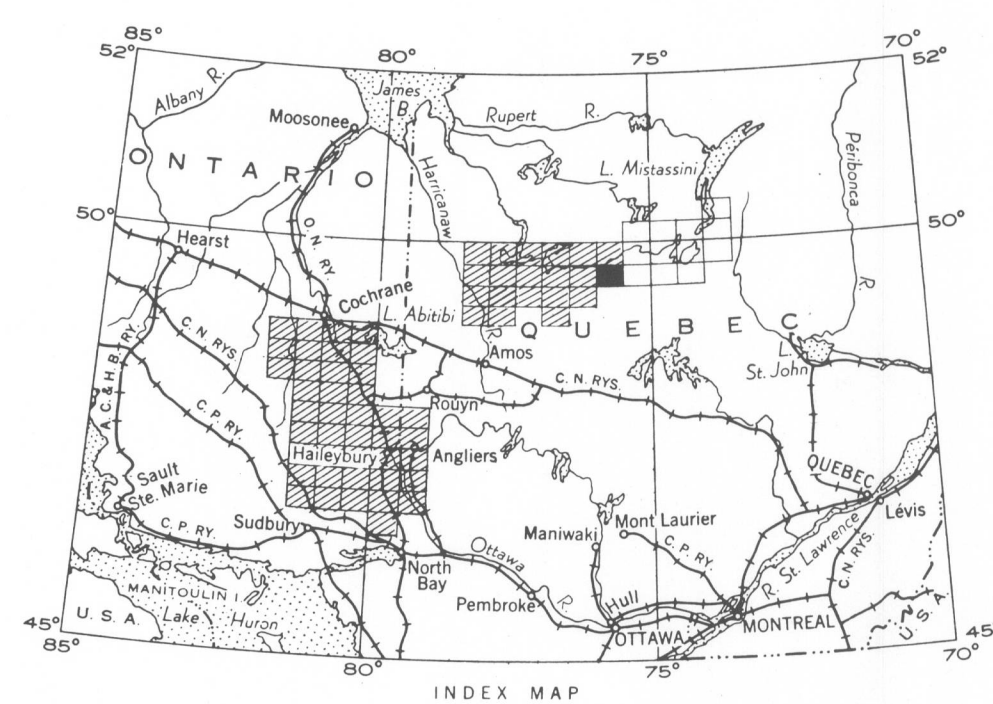 85°
80°
75°
70°
52°
52°
Albany R.
James
B.
Moosonee
Rupert R.
L. Mistassini
Péribonca
R.
ONTARIO
Harricanaw
R.
50°
50°
Hearst
O. N. RY.
Cochrane
L. Abitibi
QUEBEC
C. N. RYS.
A. C. & H. B. RY.
Amos
C. N. RYS.
L.
St. John
C. P. RY.
Rouyn
Haileybury
Angliers
Sault
Ste. Marie
QUEBEC
Lévis
C. P. RY.
Sudbury
Maniwaki
Mont Laurier
C. P. RY
St. Lawrence
R.
C. N. RYS.
North
Bay
Ottawa
R.
MANITOULIN I.
Pembroke
Hull
U. S. A.
Lake Huron
OTTAWA
MONTREAL
U S A
45°
45
85°
80°
75°
70°
INDEX MAP